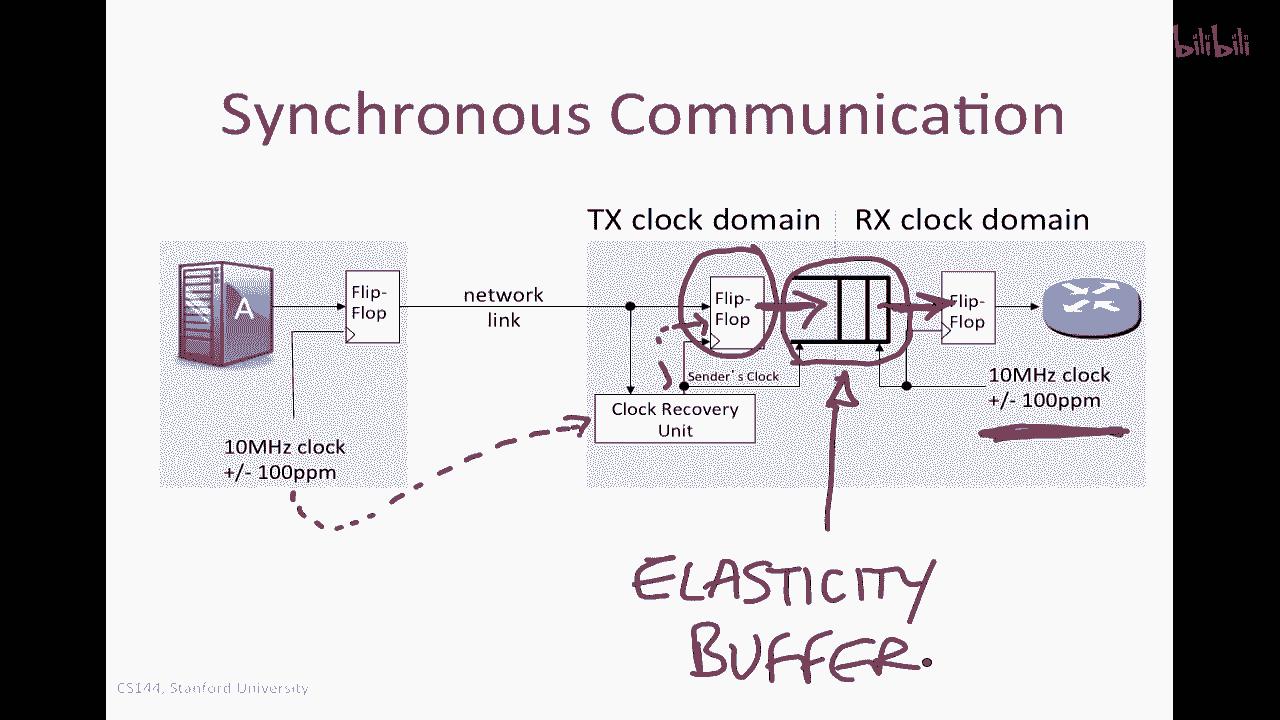 bilibili
Synchronous Communication
TX clock domain
RX clock domain
A
Flip-
Flop
network
link
Flip-
Flop
Flip-
Flop
Sender's Clock
Clock Recovery
Unit
10MHz clock
+/- 100ppm
10MHz clock
+/- 100ppm
ELASTICITY
BUFFER.
CS144, Stanford University